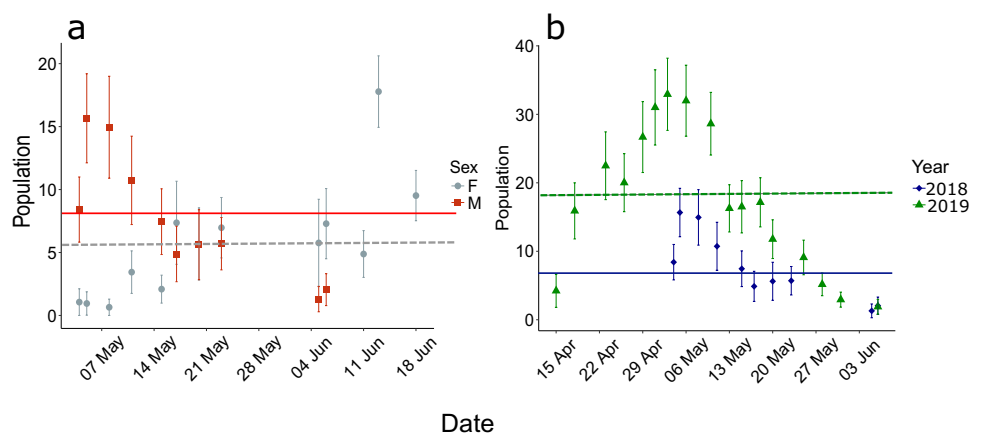 a
Population
20
15
10
5
0
07 May
14 May
21 May
28 May
04 Jun
11 Jun
18 Jun
Sex
F
M
b
Population
40
30
20
10
0
15 Apr
22 Apr
29 Apr
06 May
13 May
20 May
27 May
03 Jun
Year
2018
2019
Date